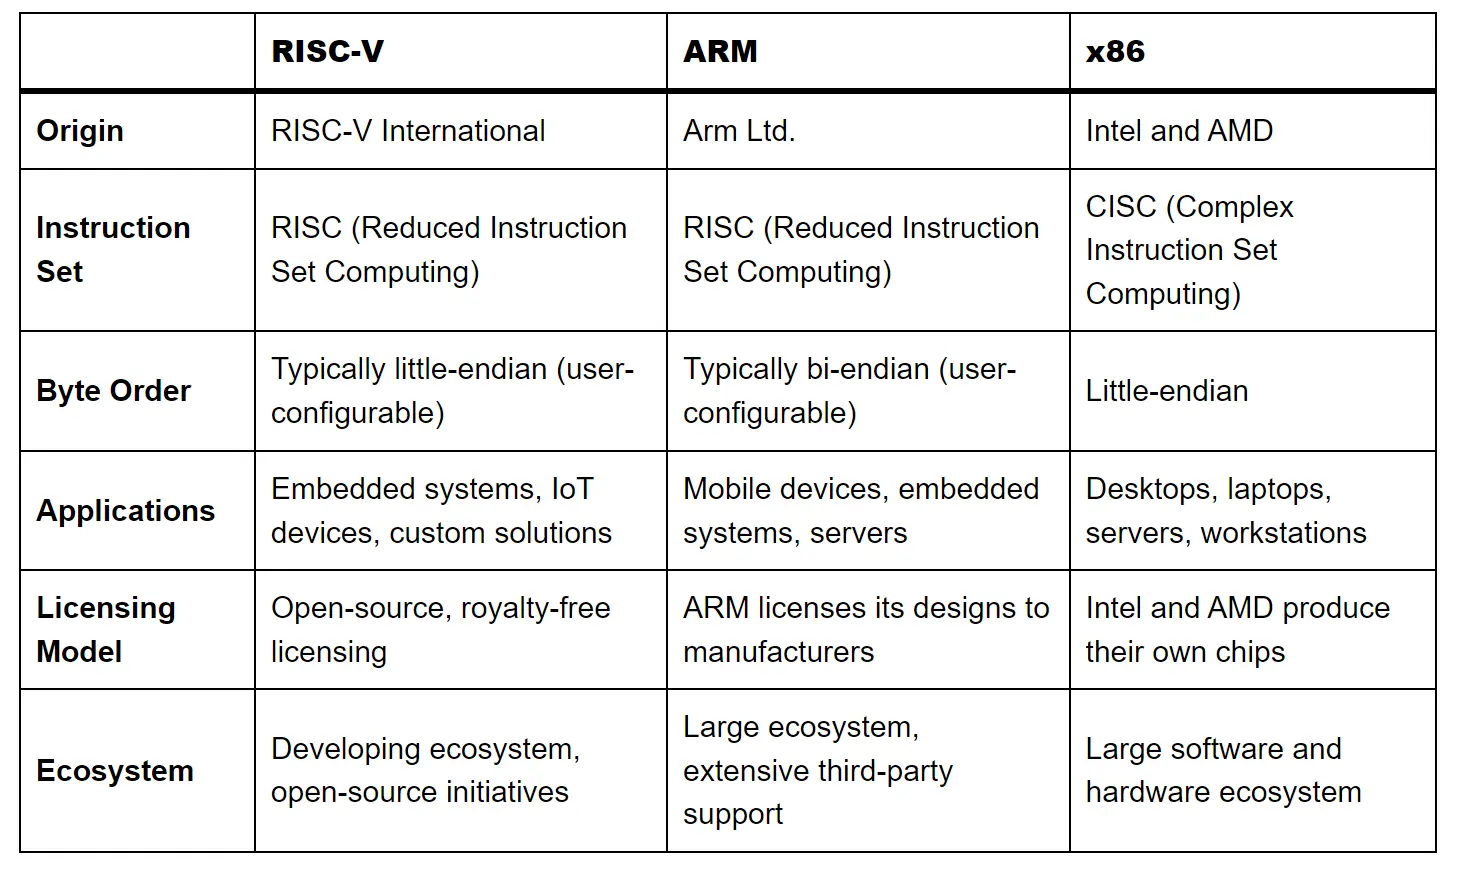 RISC-V ARM x86
Origin RISC-V International Arm Ltd. Intel and AMD
Instruction Set
RISC (Reduced Instruction
Set Computing)
RISC (Reduced Instruction
Set Computing)
CISC (Complex
Instruction Set
Computing)
Byte Order
Typically little-endian (user-
configurable)
Typically bi-endian (user-
configurable)
Little-endian
Applications
Embedded systems, IoT
devices, custom solutions
Mobile devices, embedded
systems, servers
Desktops, laptops,
servers, workstations
Licensing
Model
Open-source, royalty-free
licensing
ARM licenses its designs to
manufacturers
Intel and AMD produce
their own chips
Ecosystem
Developing ecosystem,
open-source initiatives
Large ecosystem,
extensive third-party
support
Large software and
hardware ecosystem